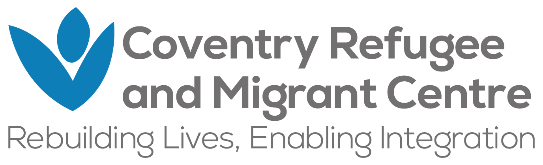 Coventry Refugee
and Migrant Centre
Rebuilding Lives, Enabling Integration